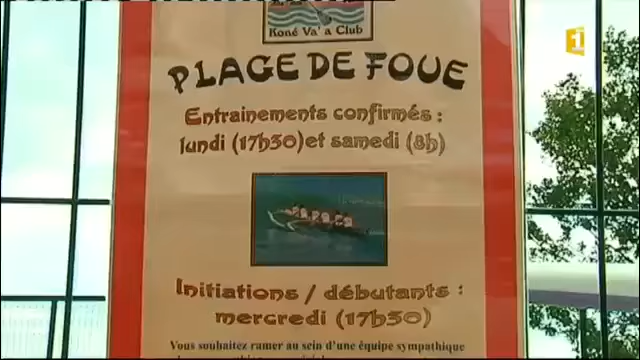 Koné Va'a Club
1
PLAGE DE FOUE
Entrainements confirmés :
lundi (17h30) et samedi (8h)
Initiations / débutants :
mercredi (17h30)
Vous souhaitez ramer au sein d'une équipe sympathique